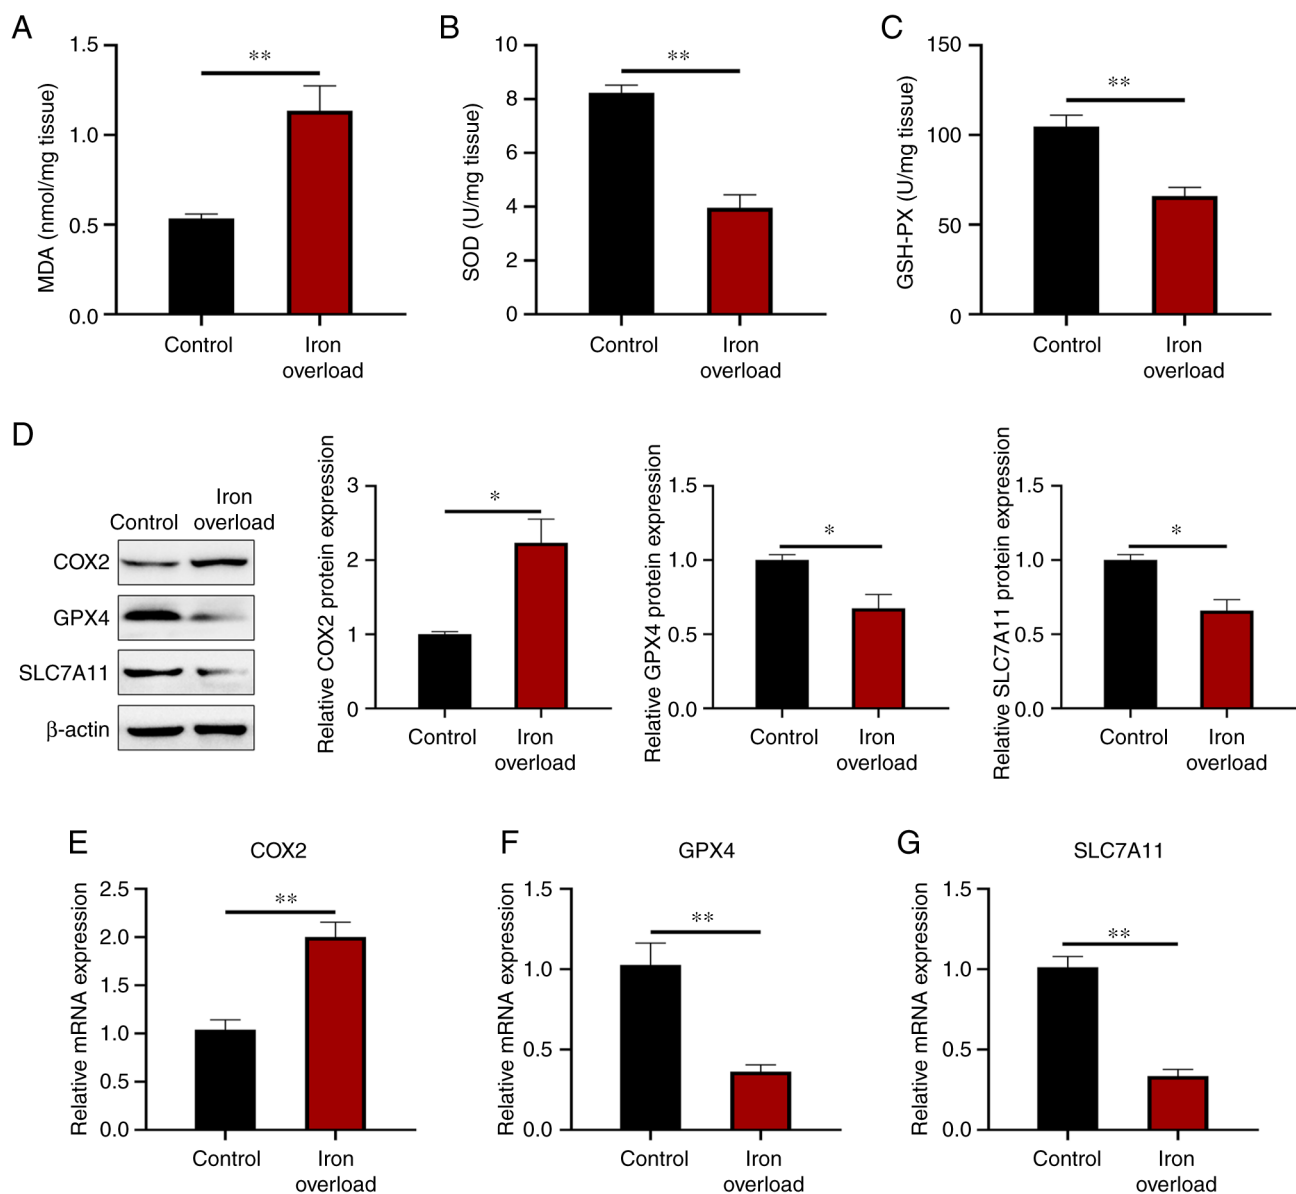 A
MDA (nmol/mg tissue)
1.5
1.0
0.5
0.0
**
Control
Iron
overload
B
SOD (U/mg tissue)
10
8
6
4
2
0
**
Control
Iron
overload
C
GSH-PX (U/mg tissue)
150
100
50
0
**
Control
Iron
overload
D
Control
Iron
overload
COX2
GPX4
SLC7A11
β-actin
Relative COX2 protein expression
3
2
1
0
*
Control
Iron
overload
Relative GPX4 protein expression
1.5
1.0
0.5
0.0
*
Control
Iron
overload
Relative SLC7A11 protein expression
1.5
1.0
0.5
0.0
*
Control
Iron
overload
E
COX2
Relative mRNA expression
2.5
2.0
1.5
1.0
0.5
0.0
**
Control
Iron
overload
F
GPX4
Relative mRNA expression
1.5
1.0
0.5
0.0
**
Control
Iron
overload
G
SLC7A11
Relative mRNA expression
1.5
1.0
0.5
0.0
**
Control
Iron
overload